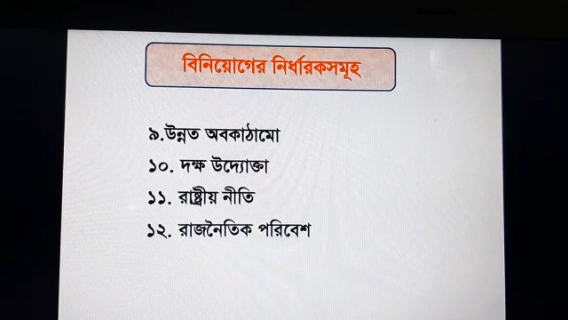 বিনিয়োগের নির্ধারকসমূহ
৯.উন্নত অবকাঠামো
১০. দক্ষ উদ্যোক্তা
১১. রাষ্ট্রীয় নীতি
১২. রাজনৈতিক পরিবেশ